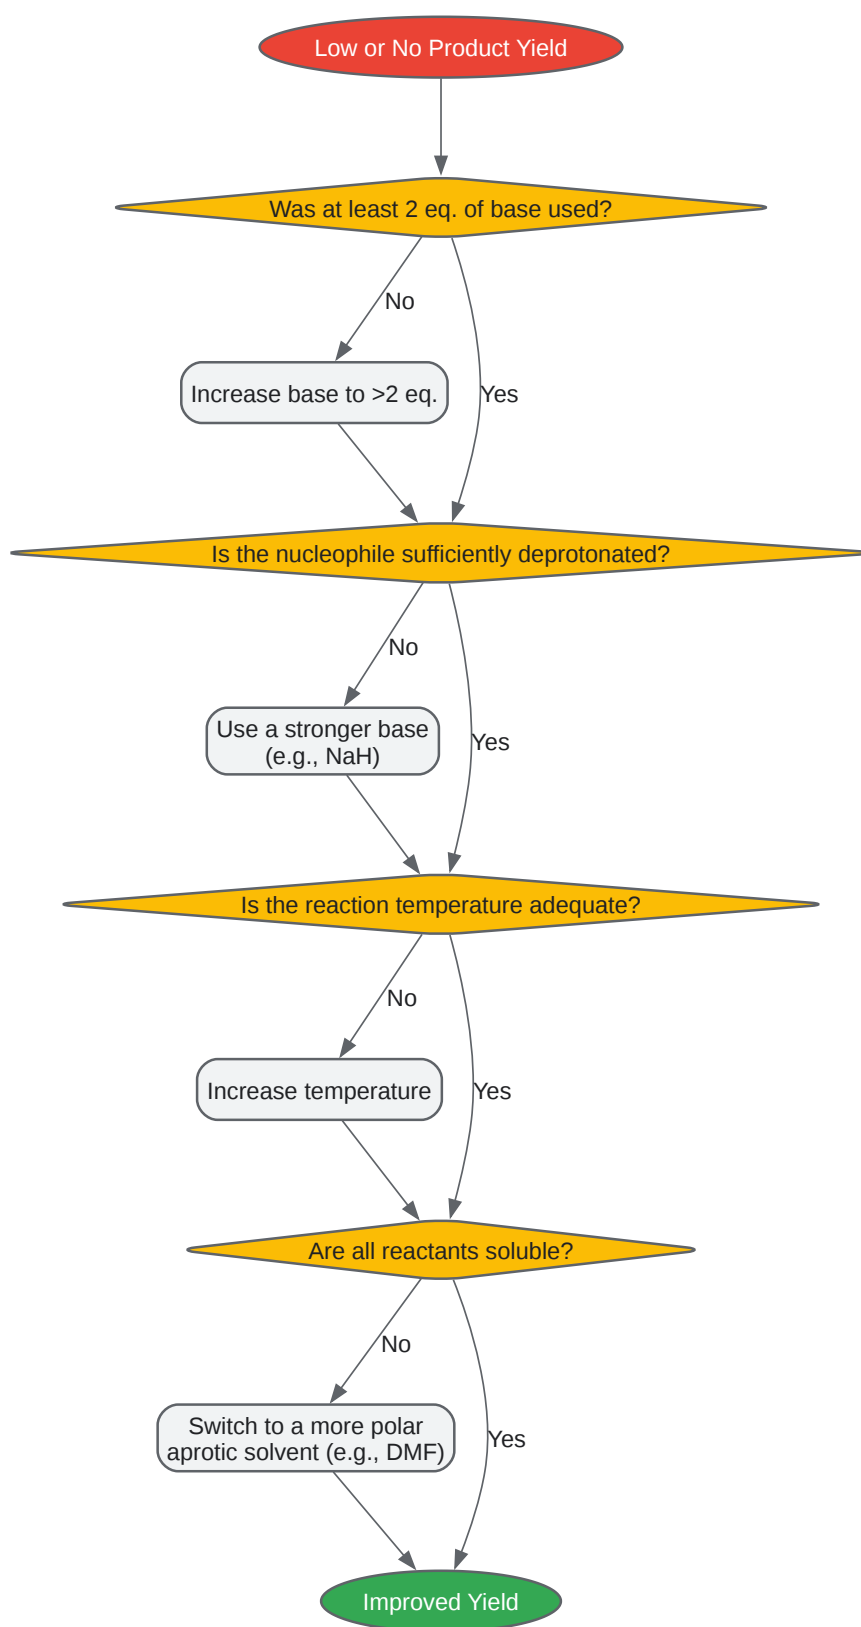 Low or No Product Yield
Was at least 2 eq. of base used?
No
Increase base to >2 eq.
Yes
Is the nucleophile sufficiently deprotonated?
No
Use a stronger base
(e.g., NaH)
Yes
Is the reaction temperature adequate?
No
Increase temperature
Yes
Are all reactants soluble?
No
Switch to a more polar
aprotic solvent (e.g., DMF)
Yes
Improved Yield